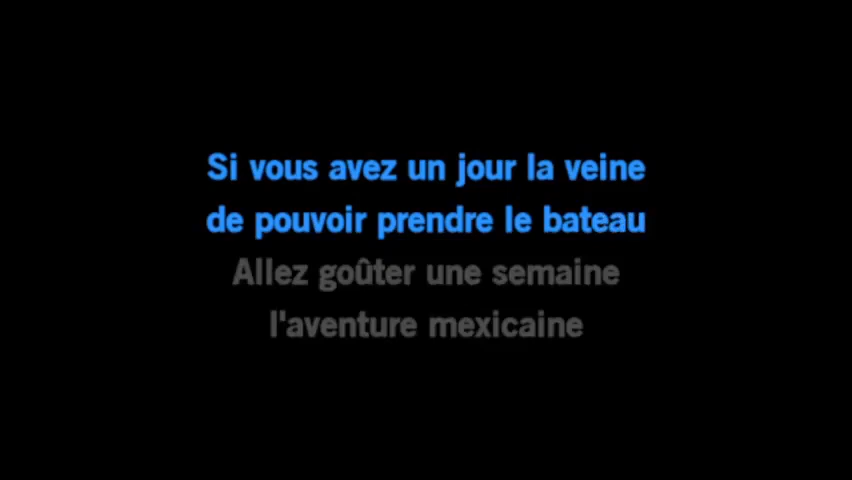 Si vous avez un jour la veine
de pouvoir prendre le bateau
Allez goûter une semaine
l'aventure mexicaine